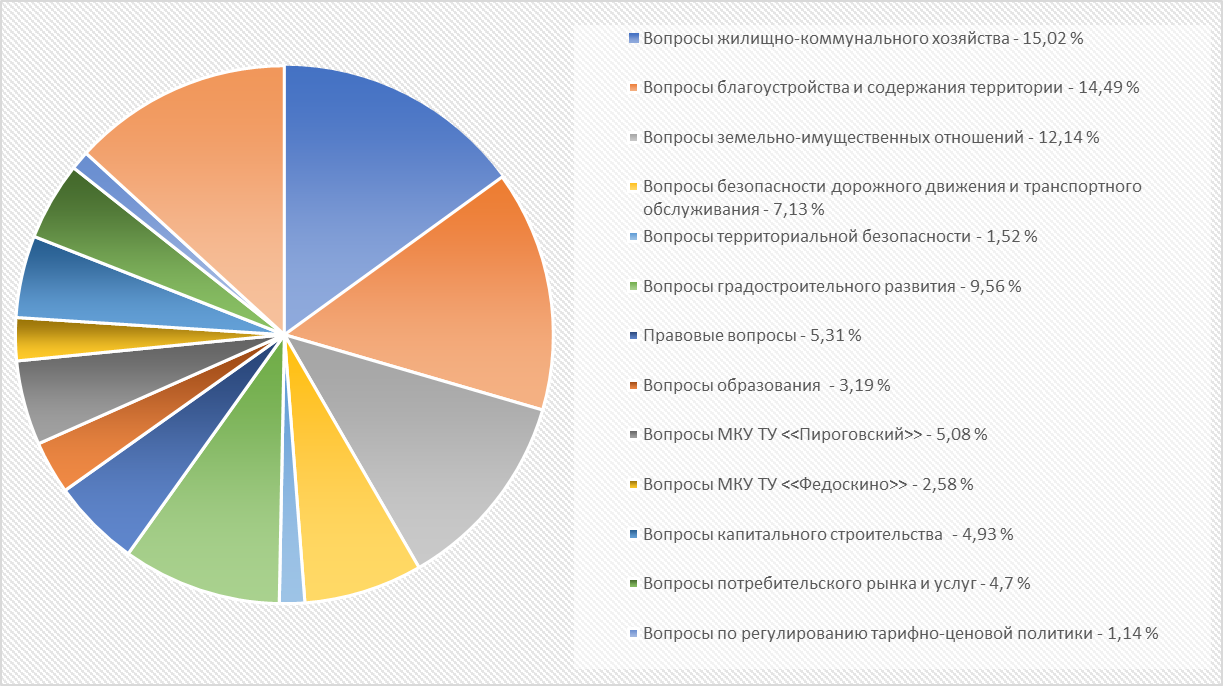 Вопросы жилищно-коммунального хозяйства - 15,02 %
Вопросы благоустройства и содержания территории - 14,49 %
Вопросы земельно-имущественных отношений - 12,14 %
Вопросы безопасности дорожного движения и транспортного
обслуживания - 7,13 %
Вопросы территориальной безопасности - 1,52 %
Вопросы градостроительного развития - 9,56 %
Правовые вопросы - 5,31 %
Вопросы образования - 3,19 %
Вопросы МКУ ТУ <<Пироговский>> - 5,08 %
Вопросы МКУ ТУ <<Федоскино>> - 2,58 %
Вопросы капитального строительства - 4,93 %
Вопросы потребительского рынка и услуг - 4,7 %
Вопросы по регулированию тарифно-ценовой политики - 1,14 %